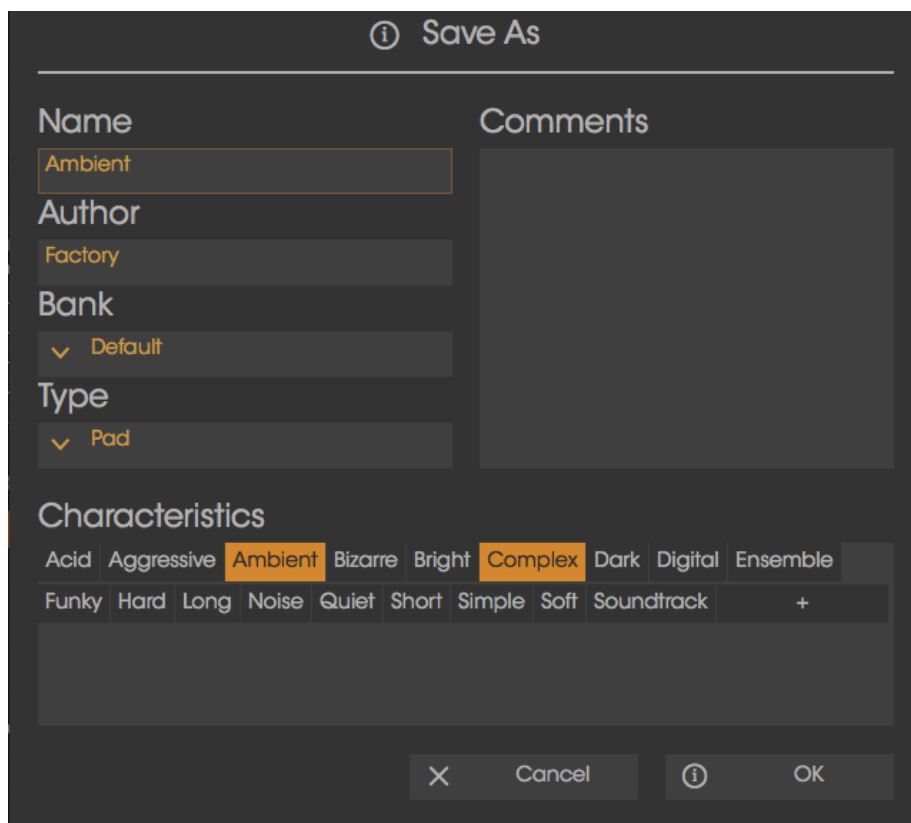 Save As
Name
Comments
Ambient
Author
Factory
Bank
Default
Type
Pad
Characteristics
Acid Aggressive Ambient Bizarre Bright Complex Dark Digital Ensemble
Funky Hard Long Noise Quiet Short Simple Soft Soundtrack +
Cancel
OK